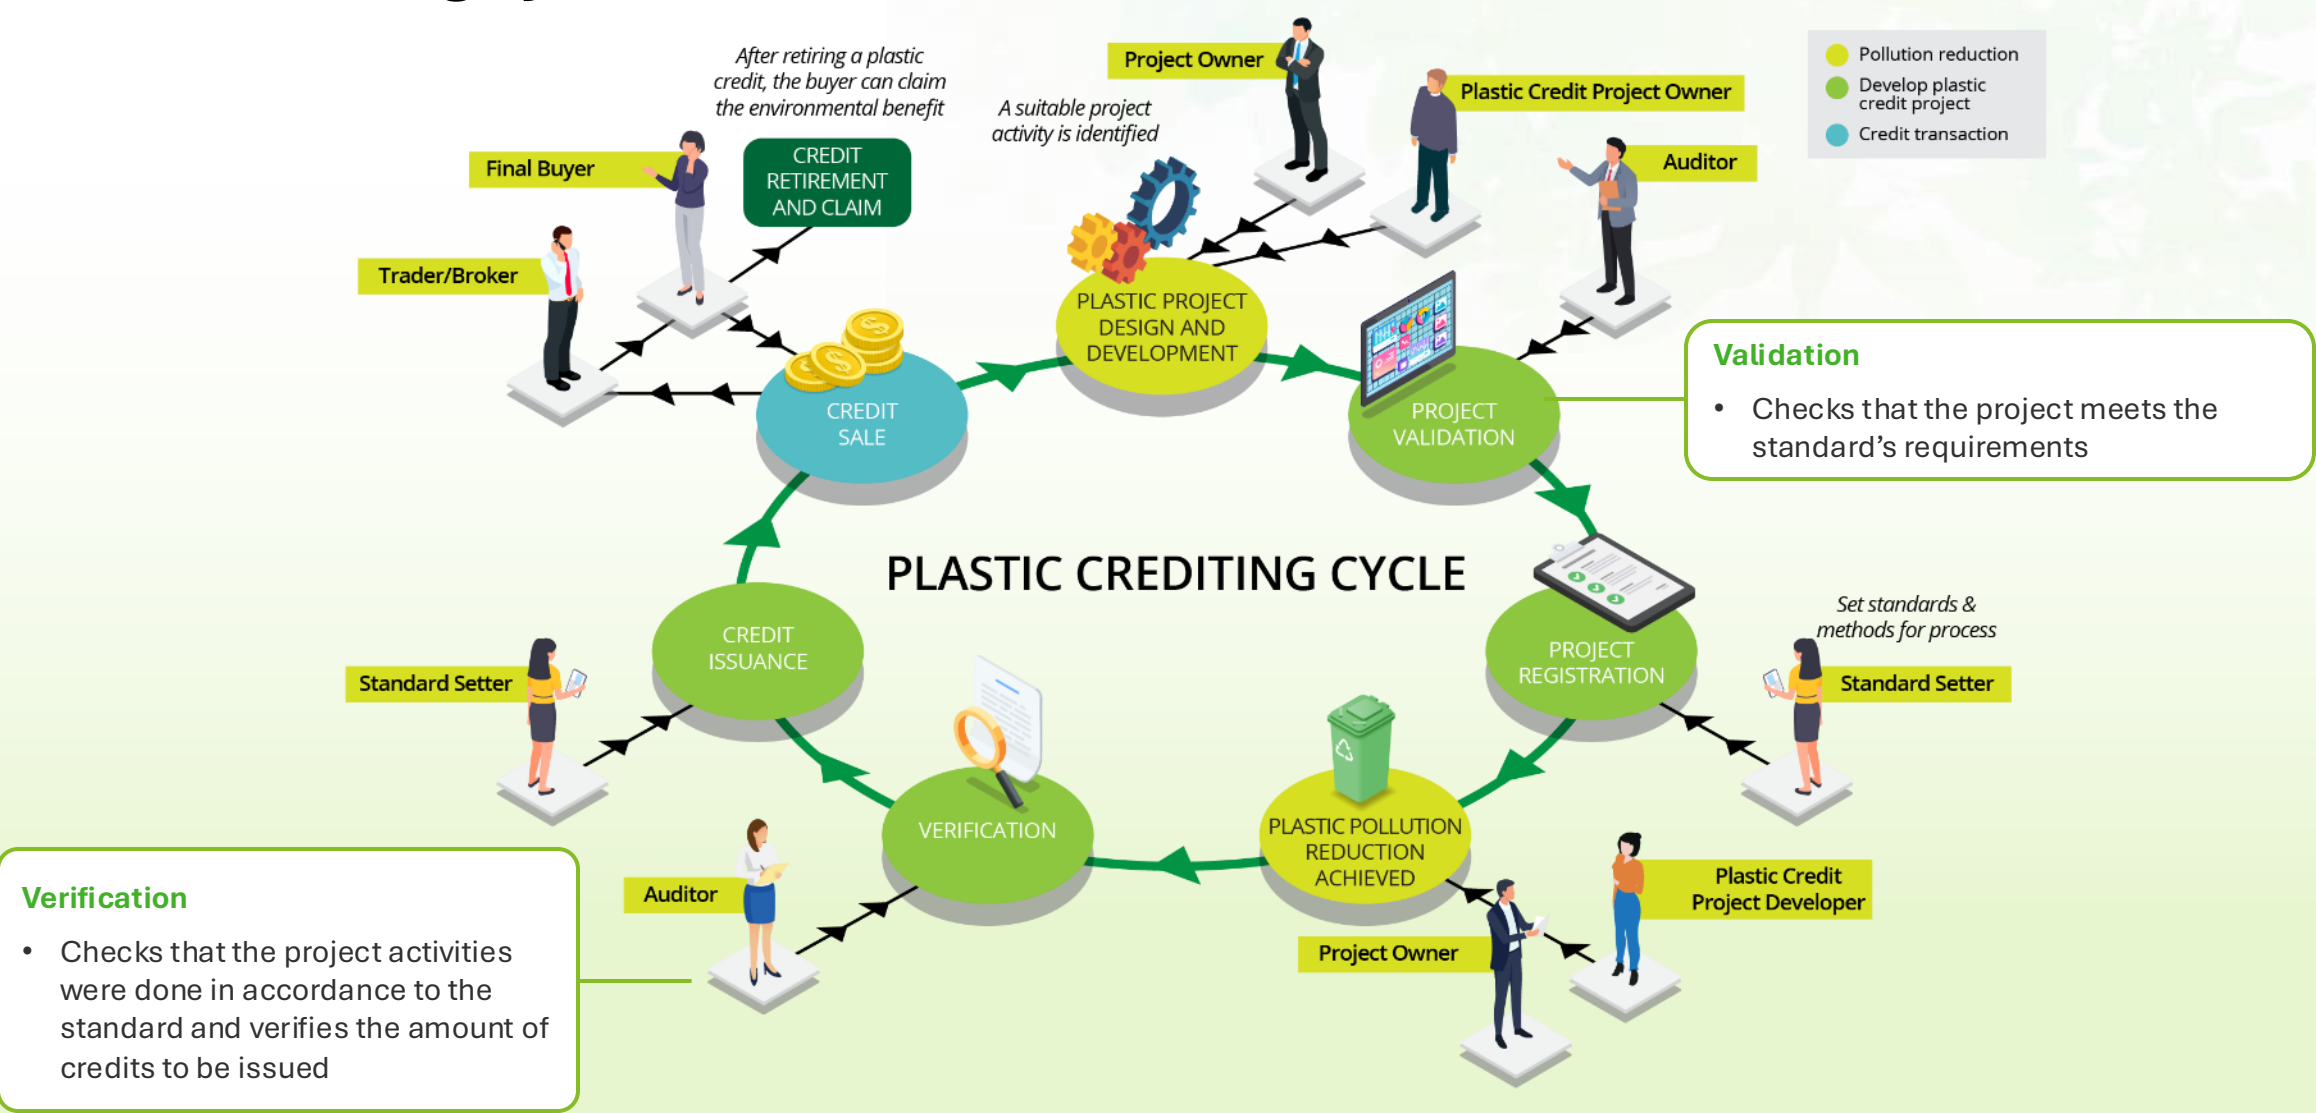 After retiring a plastic
credit, the buyer can claim
the environmental benefit
A suitable project
activity is identified
Project Owner
Plastic Credit Project Owner
Auditor
Pollution reduction
Develop plastic
credit project
Credit transaction
Final Buyer
CREDIT
RETIREMENT
AND CLAIM
Trader/Broker
PLASTIC PROJECT
DESIGN AND
DEVELOPMENT
CREDIT
SALE
PROJECT
VALIDATION
Validation
• Checks that the project meets the
standard’s requirements
PLASTIC CREDITING CYCLE
Set standards &
methods for process
CREDIT
ISSUANCE
PROJECT
REGISTRATION
Standard Setter
Standard Setter
VERIFICATION
PLASTIC POLLUTION
REDUCTION
ACHIEVED
Auditor
Plastic Credit
Project Developer
Project Owner
Verification
• Checks that the project activities
were done in accordance to the
standard and verifies the amount of
credits to be issued